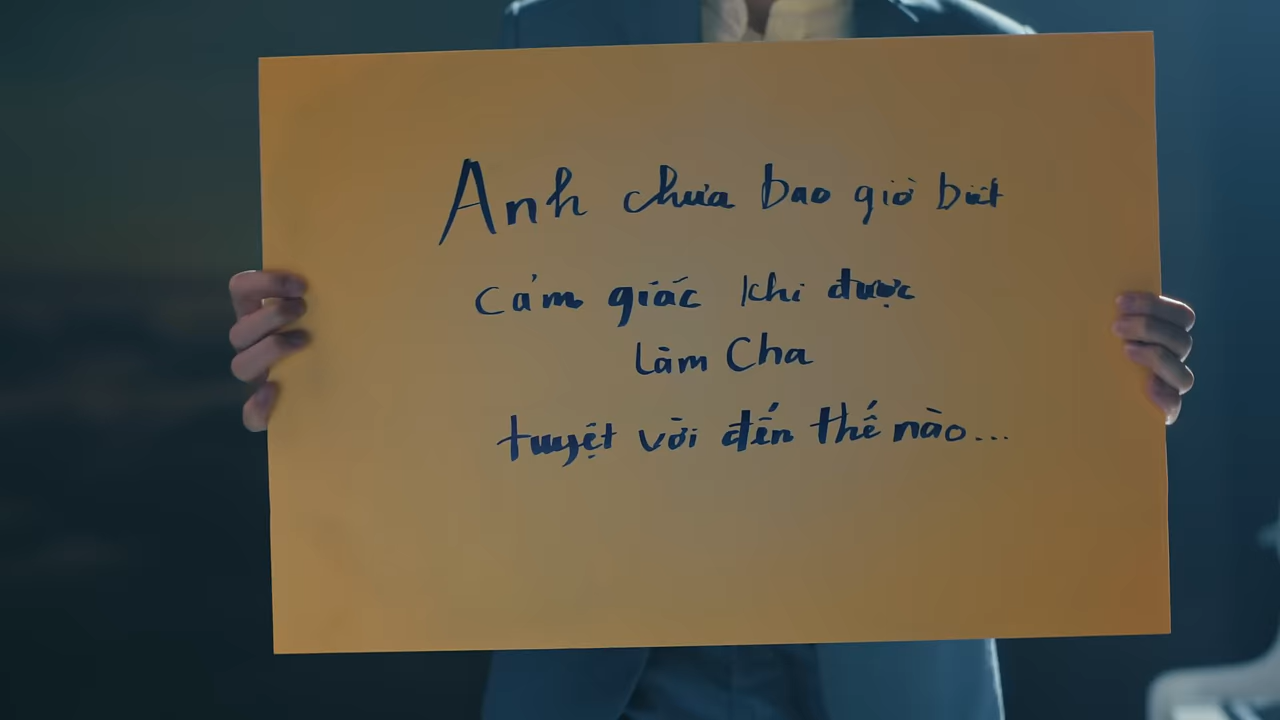 Anh chưa bao giờ biết
cảm giác khi được
làm Cha
tuyệt vời đến thế nào...